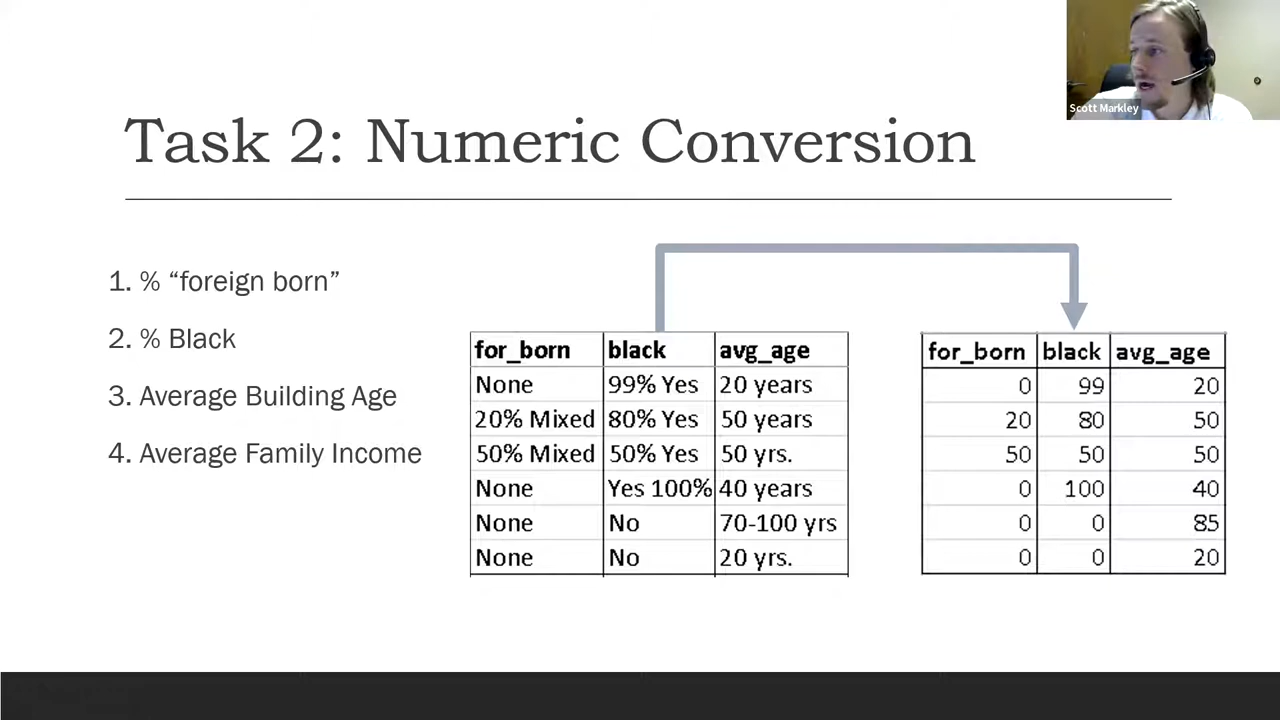 Scott Markley
Task 2: Numeric Conversion
1. % “foreign born”
2. % Black
3. Average Building Age
4. Average Family Income
for_born black avg_age
None 99% Yes 20 years
20% Mixed 80% Yes 50 years
50% Mixed 50% Yes 50 yrs.
None Yes 100% 40 years
None No 70-100 yrs
None No 20 yrs.
for_born black avg_age
0 99 20
20 80 50
50 50 50
0 100 40
0 0 85
0 0 20